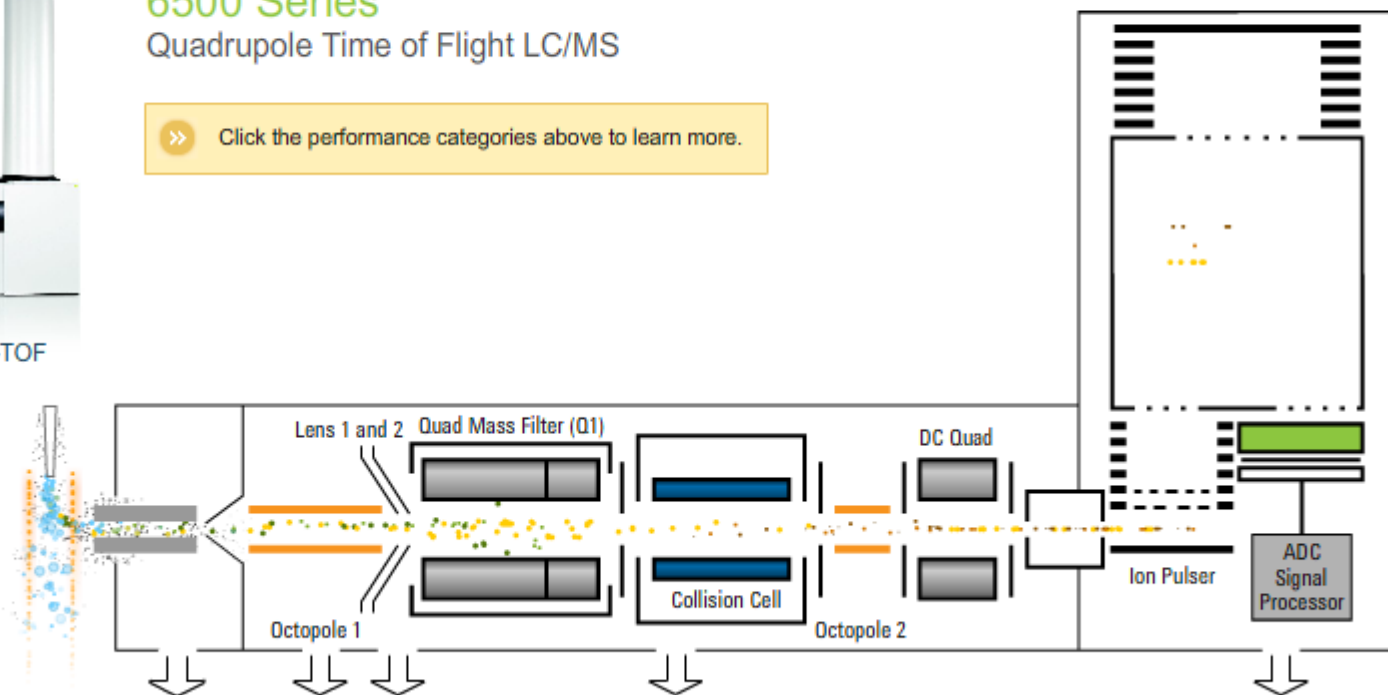 6500 Series
Quadrupole Time of Flight LC/MS
Click the performance categories above to learn more.
TOF
Lens 1 and 2
Quad Mass Filter (Q1)
DC Quad
Collision Cell
Octopole 1
Octopole 2
Ion Pulser
ADC
Signal
Processor